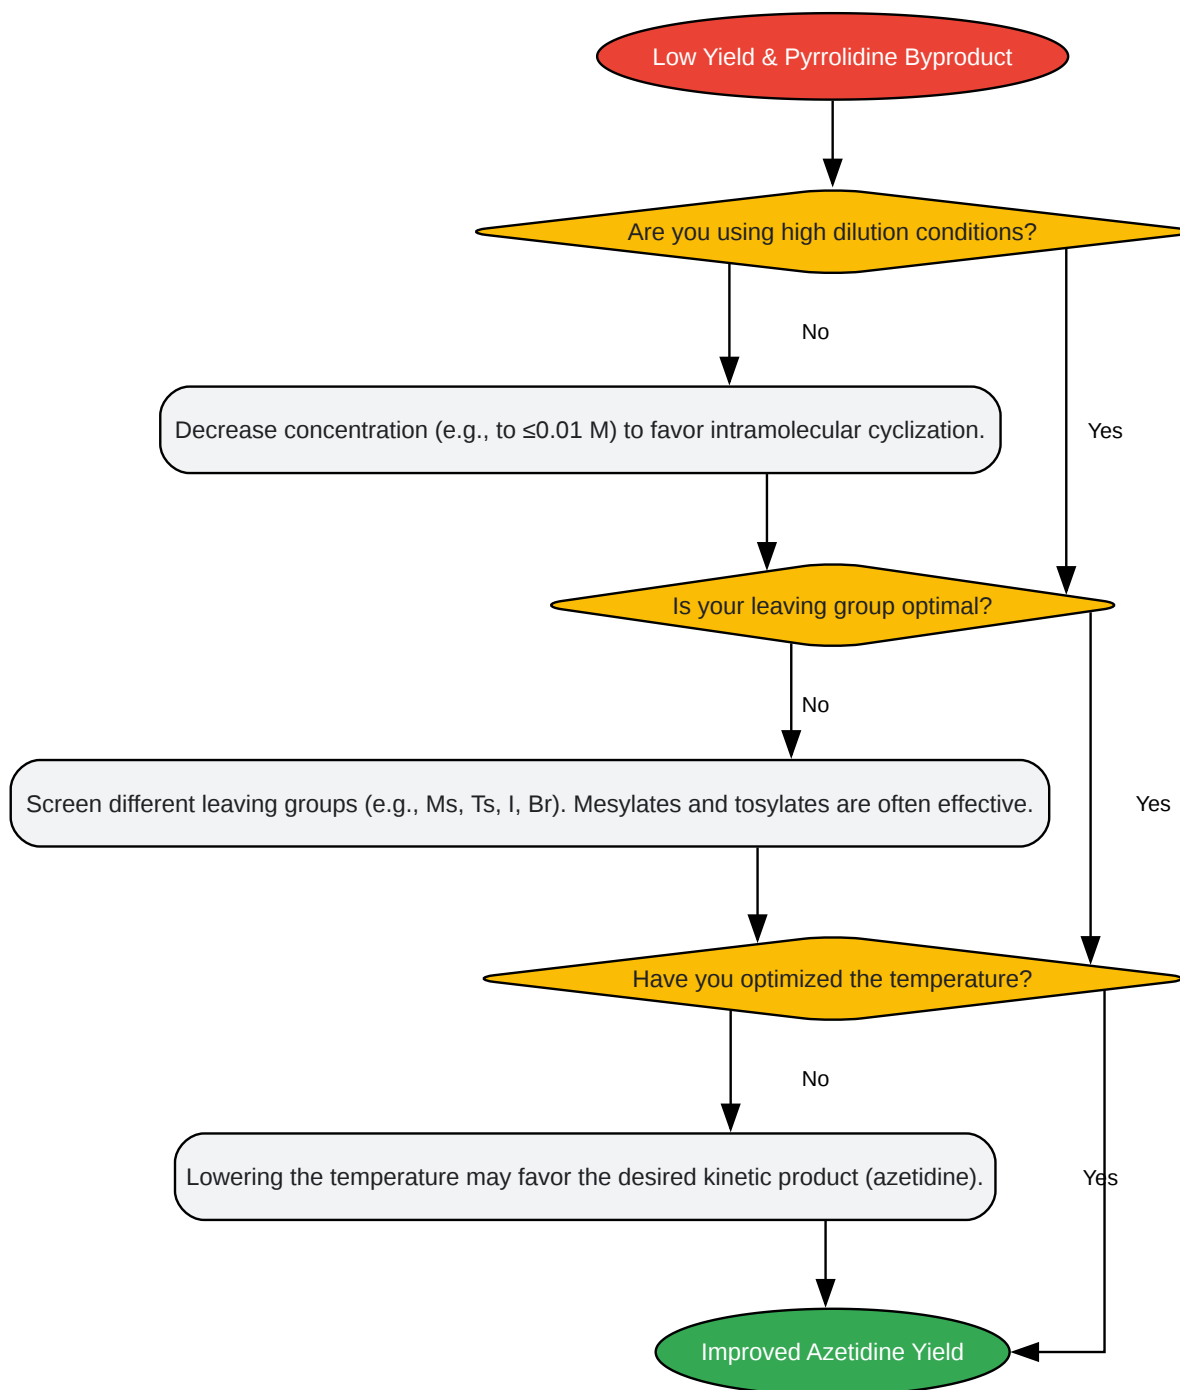 Low Yield & Pyrrolidine Byproduct
Are you using high dilution conditions?
No
Decrease concentration (e.g., to ≤0.01 M) to favor intramolecular cyclization.
Yes
Is your leaving group optimal?
No
Screen different leaving groups (e.g., Ms, Ts, I, Br). Mesylates and tosylates are often effective.
Yes
Have you optimized the temperature?
No
Lowering the temperature may favor the desired kinetic product (azetidine).
Yes
Improved Azetidine Yield